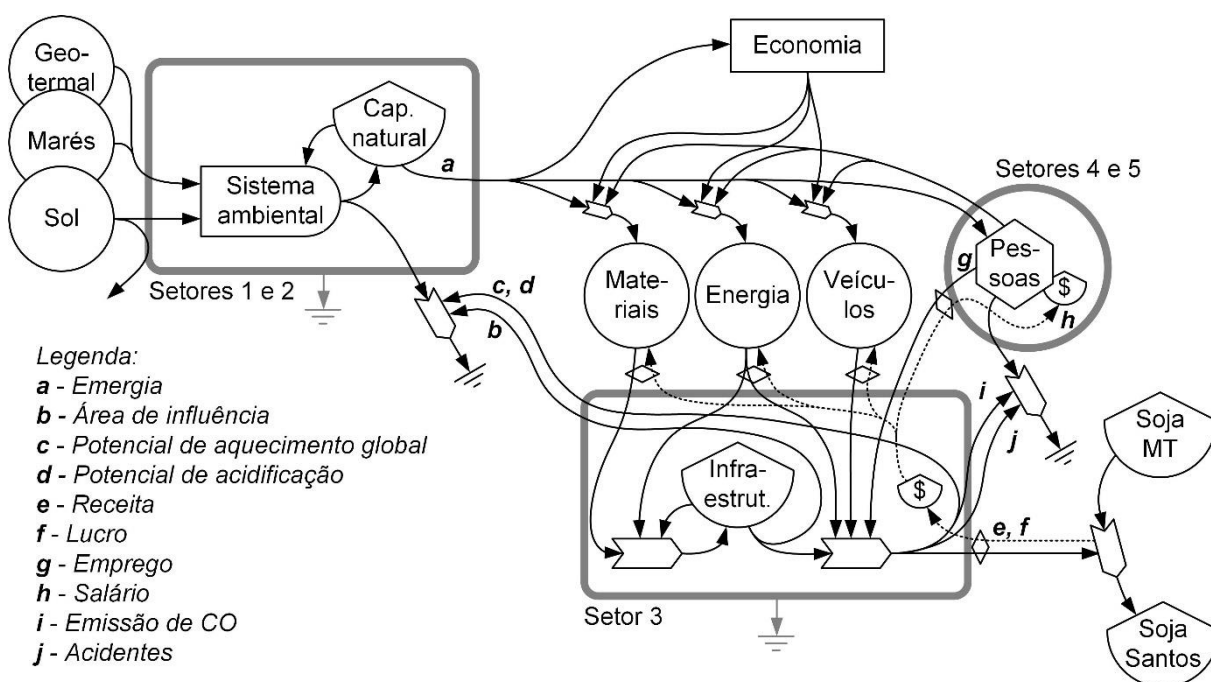 Geo-
termal
Marés
Sol
Sistema
ambiental
Cap.
natural
a
Setores 1 e 2
Economia
Mate-
riais
Energia
Veícu-
los
Setores 4 e 5
Pes-
soas
g
$
h
c, d
b
i
j
Infra-
estrut.
$
e, f
Setor 3
Soja
MT
Soja
Santos
Legenda:
a - Emergia
b - Área de influência
c - Potencial de aquecimento global
d - Potencial de acidificação
e - Receita
f - Lucro
g - Emprego
h - Salário
i - Emissão de CO
j - Acidentes